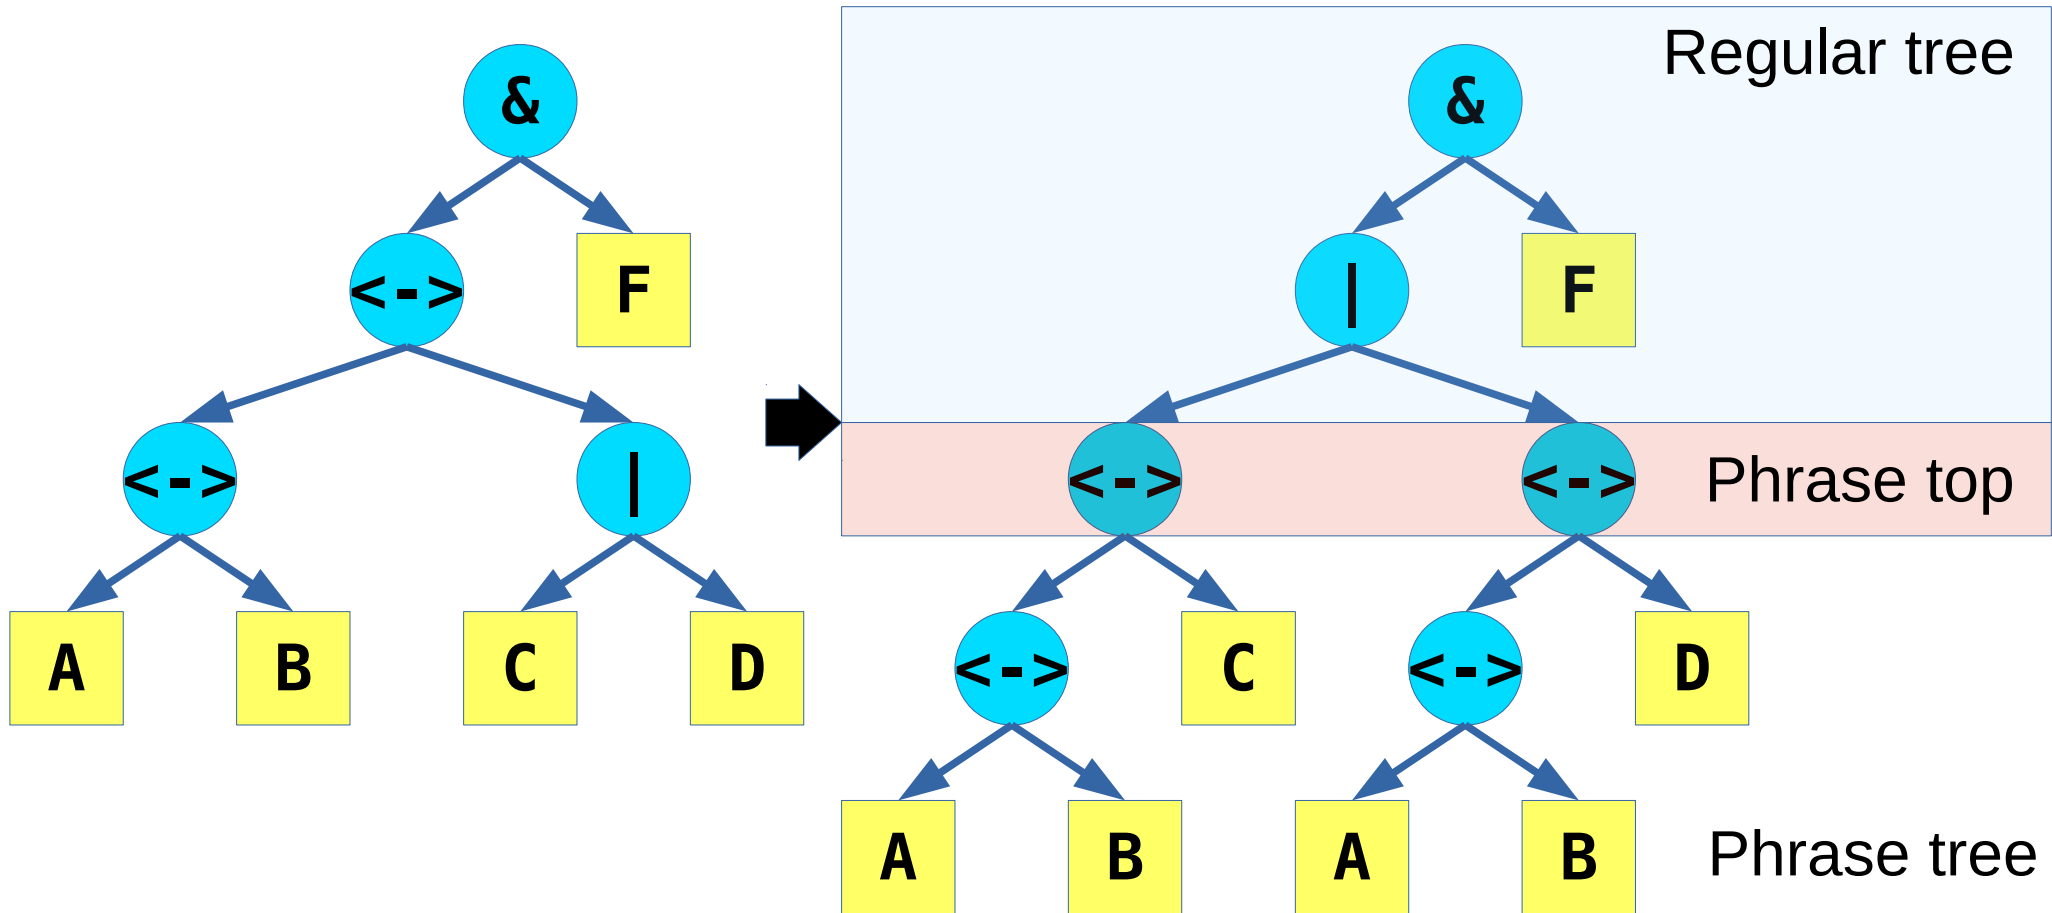 Regular tree
& &
<-> F | F
<-> | <-> <-> Phrase top
A B C D <-> C <-> D
A B A B Phrase tree